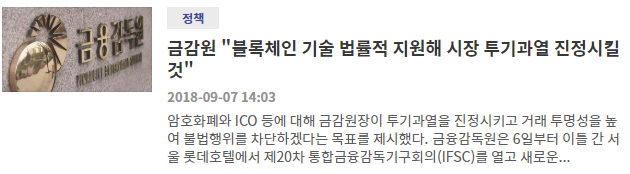 금융감독원
정책
금감원 "블록체인 기술 법률적 지원해 시장 투기과열 진정시킬
것"
2018-09-07 14:03
암호화폐와 ICO 등에 대해 금감원장이 투기과열을 진정시키고 거래 투명성을 높
여 불법행위를 차단하겠다는 목표를 제시했다. 금융감독원은 6일부터 이틀 간 서
울 롯데호텔에서 제20차 통합금융감독기구회의(IFSC)를 열고 새로운...